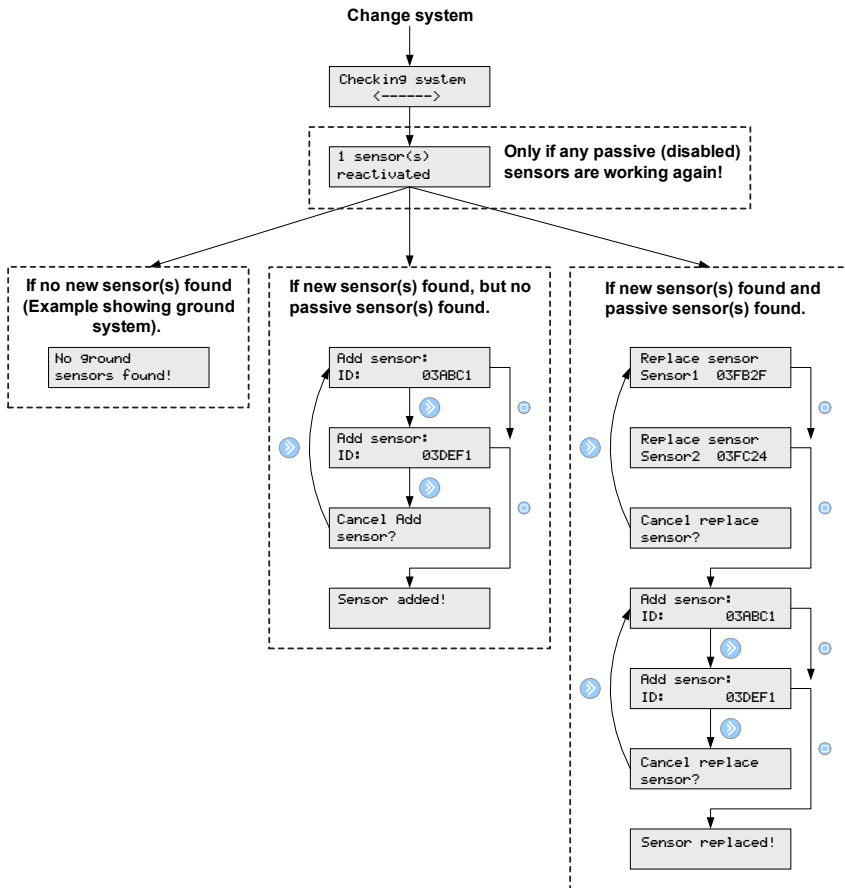 Change system
Checking system
<------>
1 sensor(s)
reactivated
Only if any passive (disabled)
sensors are working again!
If no new sensor(s) found
(Example showing ground
system).
No ground
sensors found!
If new sensor(s) found, but no
passive sensor(s) found.
Add sensor:
ID: 03ABC1
Add sensor:
ID: 03DEF1
Cancel Add
sensor?
Sensor added!
If new sensor(s) found and
passive sensor(s) found.
Replace sensor
Sensor1 03FB2F
Replace sensor
Sensor2 03FC24
Cancel replace
sensor?
Add sensor:
ID: 03ABC1
Add sensor:
ID: 03DEF1
Cancel replace
sensor?
Sensor replaced!